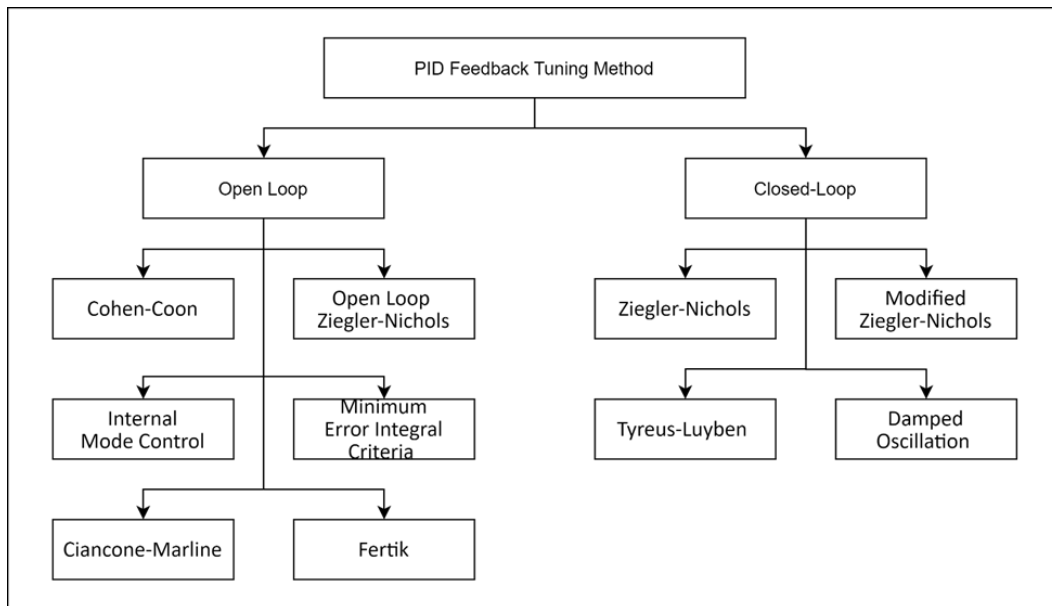 PID Feedback Tuning Method
Open Loop
Closed-Loop
Cohen-Coon
Open Loop
Ziegler-Nichols
Ziegler-Nichols
Modified
Ziegler-Nichols
Internal
Mode Control
Minimum
Error Integral
Criteria
Tyreus-Luyben
Damped
Oscillation
Ciancone-Marline
Fertik